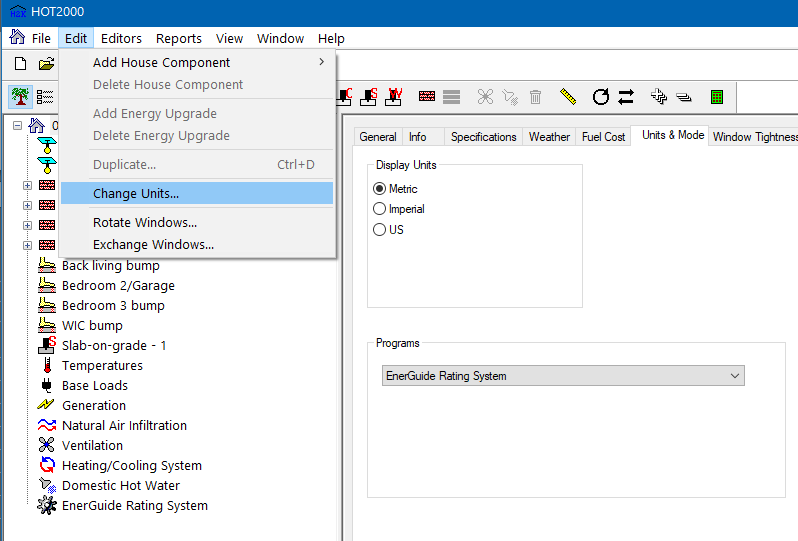 HOT2000
File Edit Editors Reports View Window Help
Add House Component
Delete House Component
Add Energy Upgrade
Delete Energy Upgrade
Duplicate... Ctrl+D
Change Units...
Rotate Windows...
Exchange Windows...
Back living bump
Bedroom 2/Garage
Bedroom 3 bump
WIC bump
Slab-on-grade - 1
Temperatures
Base Loads
Generation
Natural Air Infiltration
Ventilation
Heating/Cooling System
Domestic Hot Water
EnerGuide Rating System
General Info Specifications Weather Fuel Cost Units & Mode Window Tightness
Display Units
Metric
Imperial
US
Programs
EnerGuide Rating System